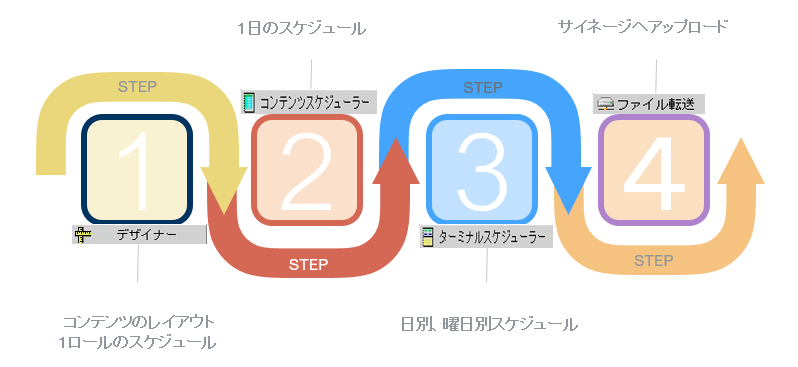 1日のスケジュール
サイネージへアップロード
STEP
STEP
コンテンツスケジューラー
ファイル転送
1
2
3
4
デザイナー
ターミナルスケジューラー
STEP
STEP
コンテンツのレイアウト
1ロールのスケジュール
日別、曜日別スケジュール